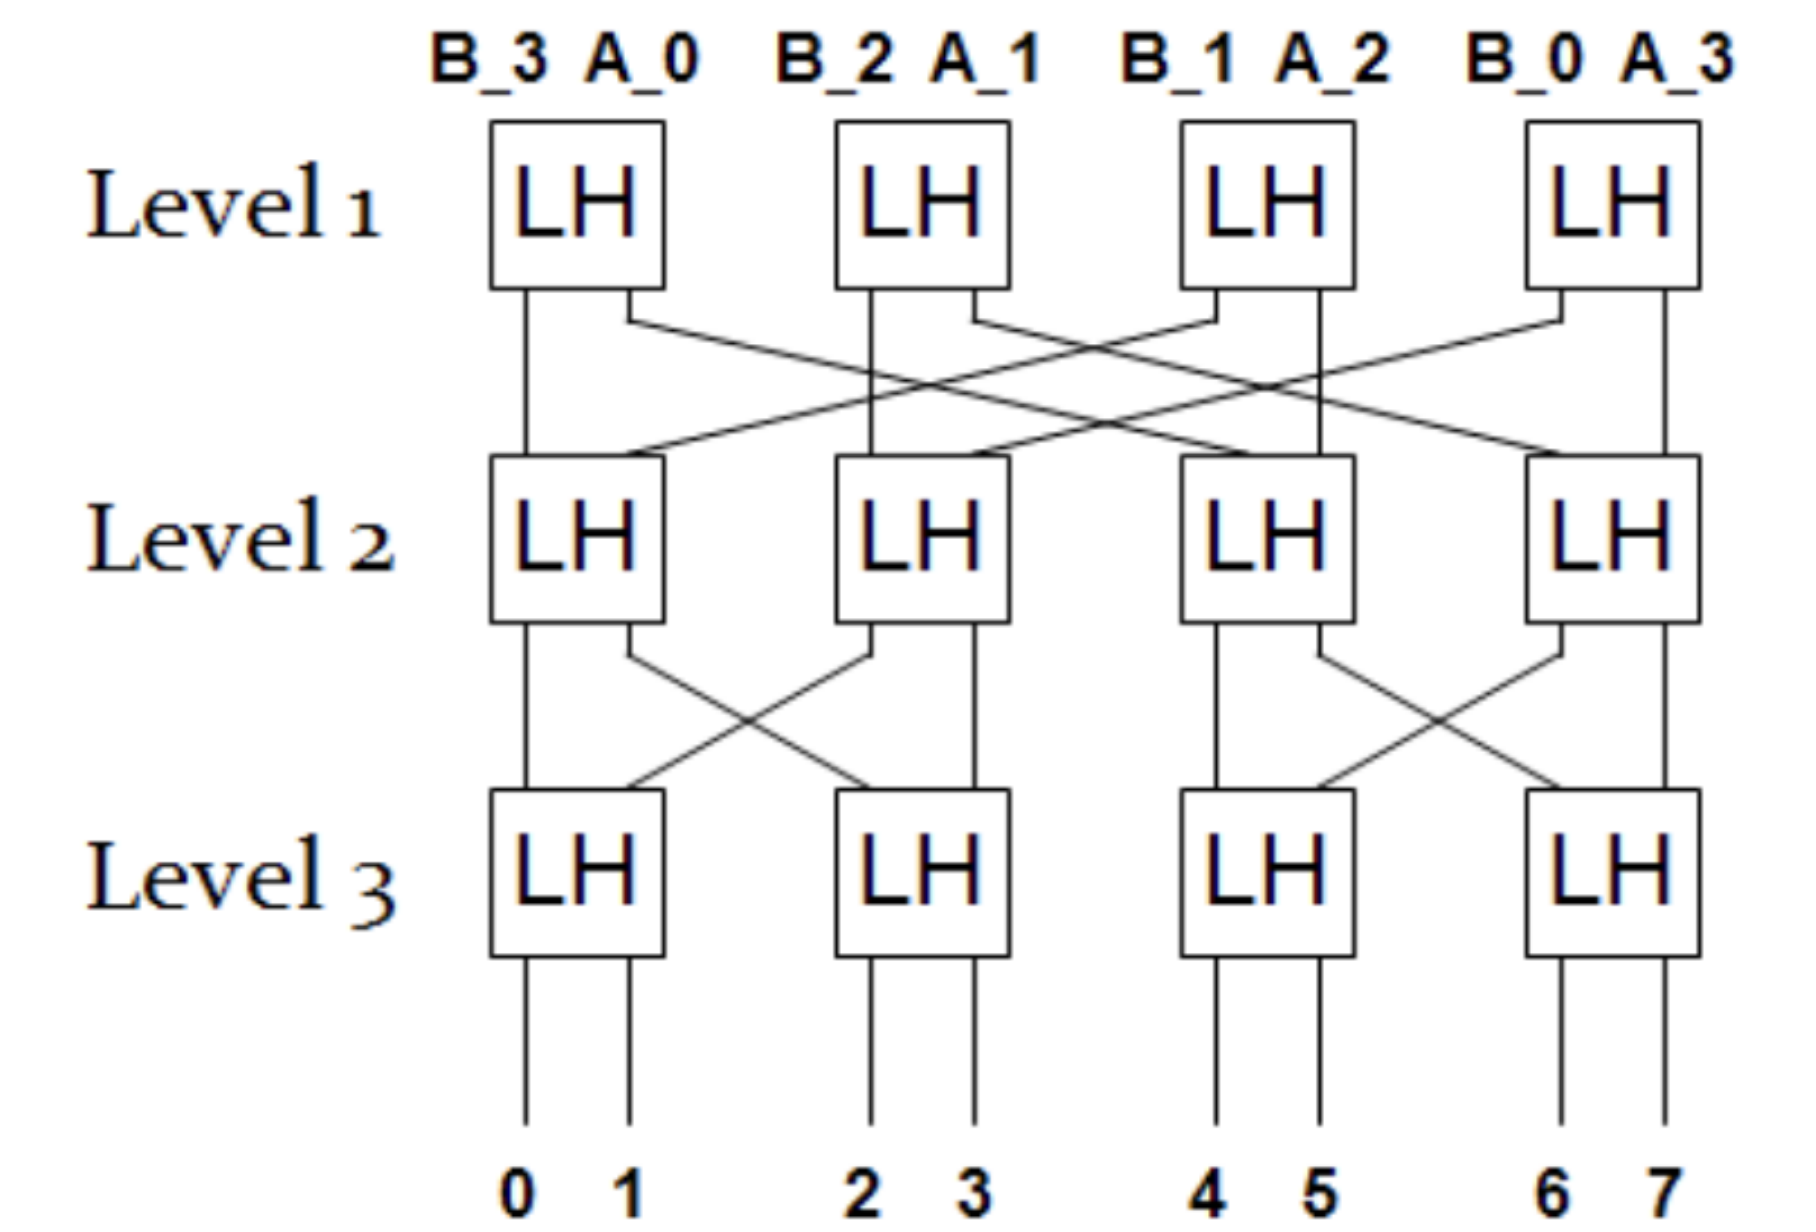 B_3 A_0 B_2 A_1 B_1 A_2 B_0 A_3
Level 1 LH LH LH LH
Level 2 LH LH LH LH
Level 3 LH LH LH LH
0 1 2 3 4 5 6 7